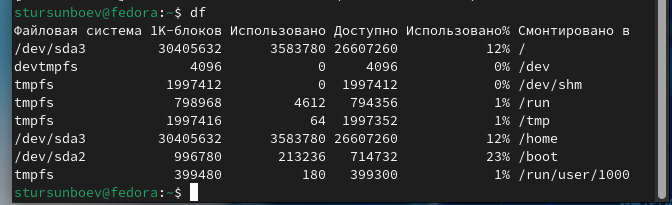 stursunboev@fedora:~$ df
Файловая система 1K-блоков Использовано Доступно Использовано% Смонтировано в
/dev/sda3 30405632 3583780 26607260 12% /
devtmpfs 4096 0 4096 0% /dev
tmpfs 1997412 0 1997412 0% /dev/shm
tmpfs 798968 4612 794356 1% /run
tmpfs 1997416 64 1997352 1% /tmp
/dev/sda3 30405632 3583780 26607260 12% /home
/dev/sda2 996780 213236 714732 23% /boot
tmpfs 399480 180 399300 1% /run/user/1000
stursunboev@fedora:~$